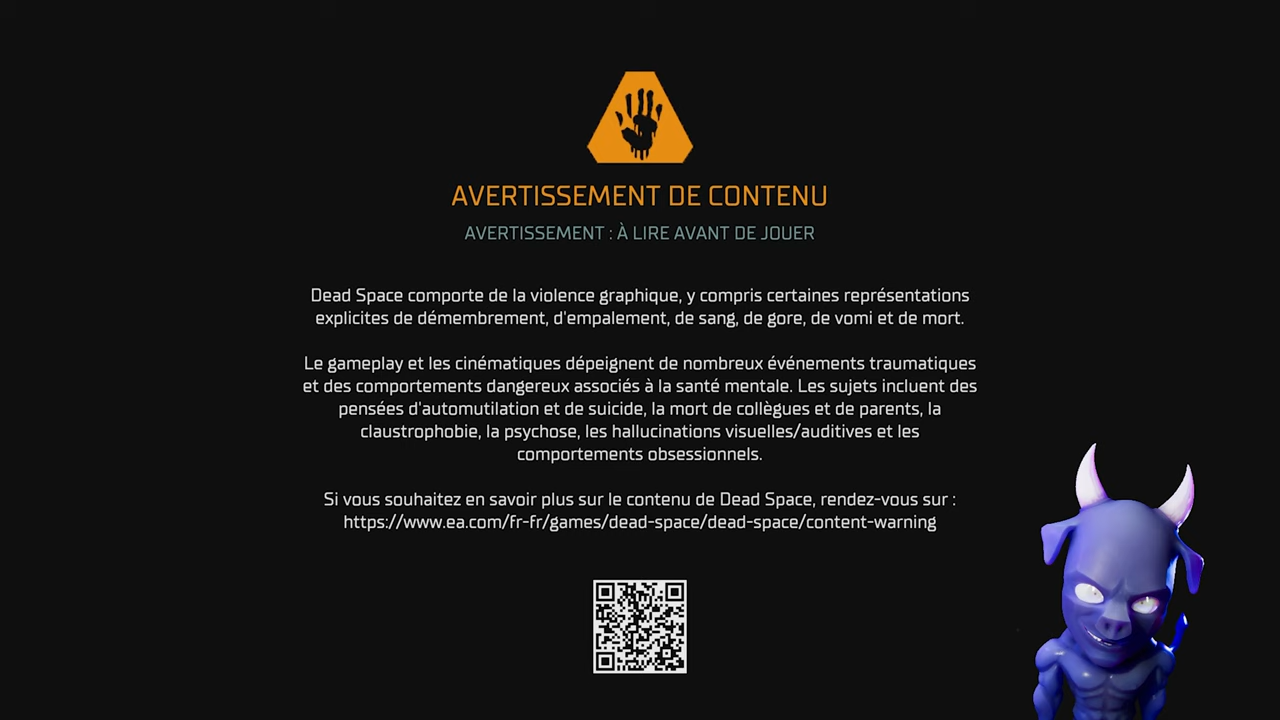 AVERTISSEMENT DE CONTENU
AVERTISSEMENT : À LIRE AVANT DE JOUER
Dead Space comporte de la violence graphique, y compris certaines représentations
explicites de démembrement, d'empalement, de sang, de gore, de vomi et de mort.
Le gameplay et les cinématiques dépeignent de nombreux événements traumatiques
et des comportements dangereux associés à la santé mentale. Les sujets incluent des
pensées d'automutilation et de suicide, la mort de collègues et de parents, la
claustrophobie, la psychose, les hallucinations visuelles/auditives et les
comportements obsessionnels.
Si vous souhaitez en savoir plus sur le contenu de Dead Space, rendez-vous sur :
https://www.ea.com/fr-fr/games/dead-space/dead-space/content-warning